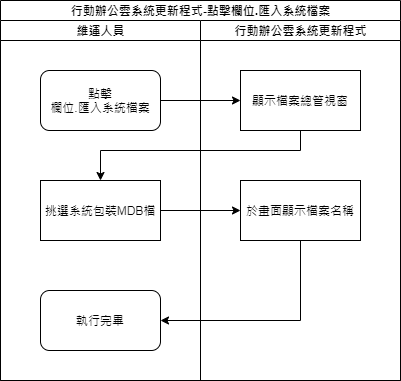 行動辦公雲系統更新程式-點擊欄位.匯入系統檔案
維運人員
行動辦公雲系統更新程式
點擊
欄位.匯入系統檔案
顯示檔案總管視窗
挑選系統包裝MDB檔
於畫面顯示檔案名稱
執行完畢